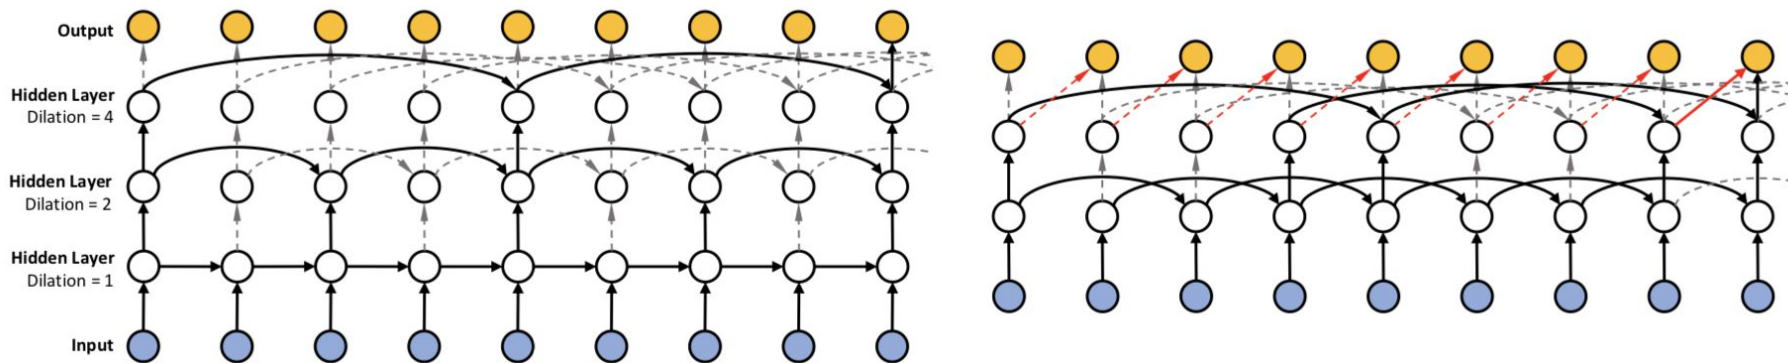 Output
Hidden Layer
Dilation = 4
Hidden Layer
Dilation = 2
Hidden Layer
Dilation = 1
Input